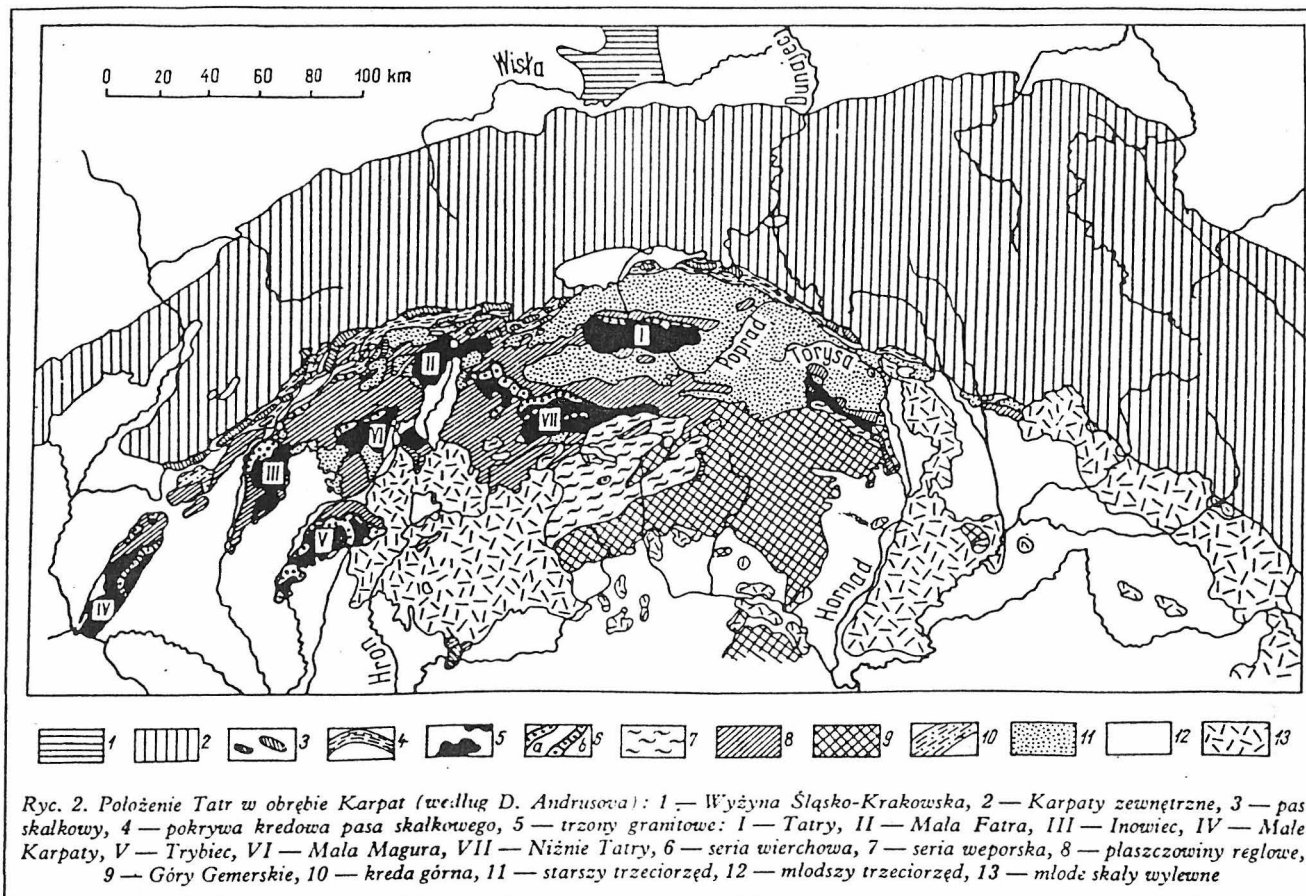 Wisła
Dunajec
0 20 40 60 80 100 km
I
Poprad
Torysa
II
VII
VI
III
V
IV
Hron
Hornad
1 2 3 4 5 a b 6 7 8 9 10 11 12 13
Ryc. 2. Położenie Tatr w obrębie Karpat (według D. Andrusova): 1 — Wyżyna Śląsko-Krakowska, 2 — Karpaty zewnętrzne, 3 — pas
skałkowy, 4 — pokrywa kredowa pasa skałkowego, 5 — trzony granitowe: I — Tatry, II — Mała Fatra, III — Inowiec, IV — Małe
Karpaty, V — Trybiec, VI — Mała Magura, VII — Niżnie Tatry, 6 — seria wierchowa, 7 — seria weporska, 8 — płaszczowiny reglowe,
9 — Góry Gemerskie, 10 — kreda górna, 11 — starszy trzeciorzęd, 12 — młodszy trzeciorzęd, 13 — młode skały wylewne